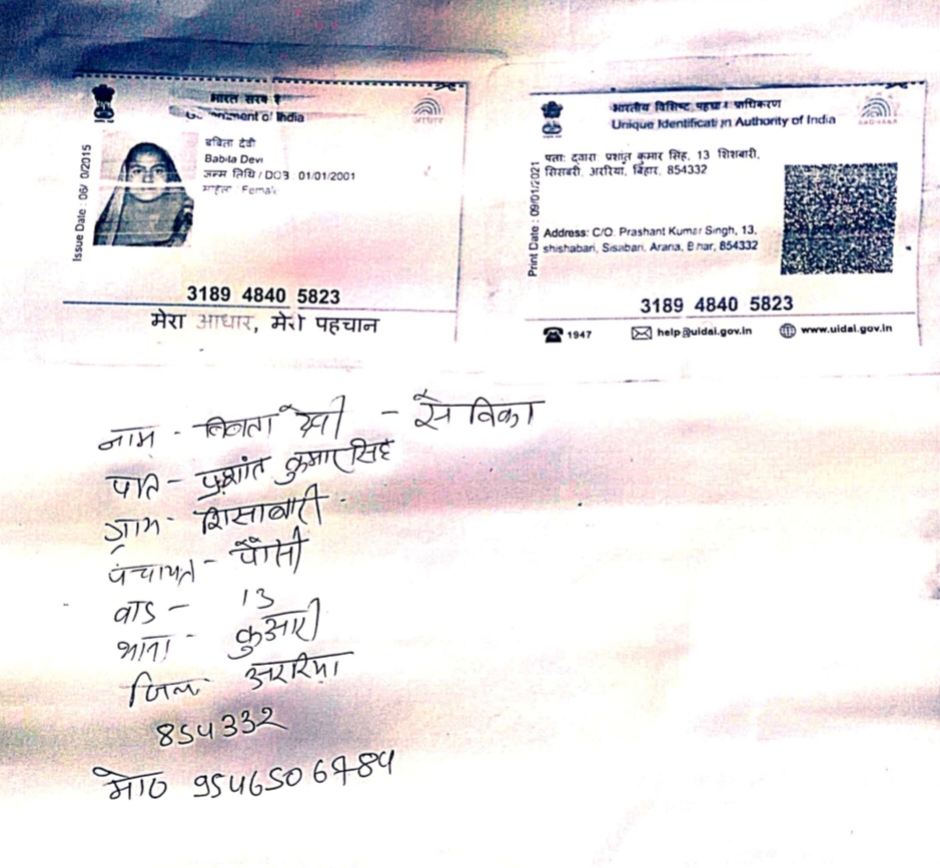 भारत सरकार
Government of India
Issue Date : 06/ 0/2015
बबिता देवी
Babita Devi
जन्म तिथि / DOB 01/01/2001
महिला Female
3189 4840 5823
मेरा आधार, मेरी पहचान
भारतीय विशिष्ट पहचान प्राधिकरण
Unique Identification Authority of India
AADHAAR
Print Date : 09/01/2021
पता: द्वारा: प्रशांत कुमार सिंह, 13 शिशबारी,
सिसाबरी, अररिया, बिहार, 854332
Address: C/O. Prashant Kumar Singh, 13,
shishabari, Sisabari, Araria, Bihar, 854332
3189 4840 5823
1947
help@uidai.gov.in
www.uidai.gov.in
नाम - बबिता देवी - सेविका
पति - प्रशांत कुमार सिंह
ग्राम - शिसाबारी
पंचायत - पौसी
वार्ड - 13
थाना - कुआरी
जिला अररिया
854332
मो० 9546506784